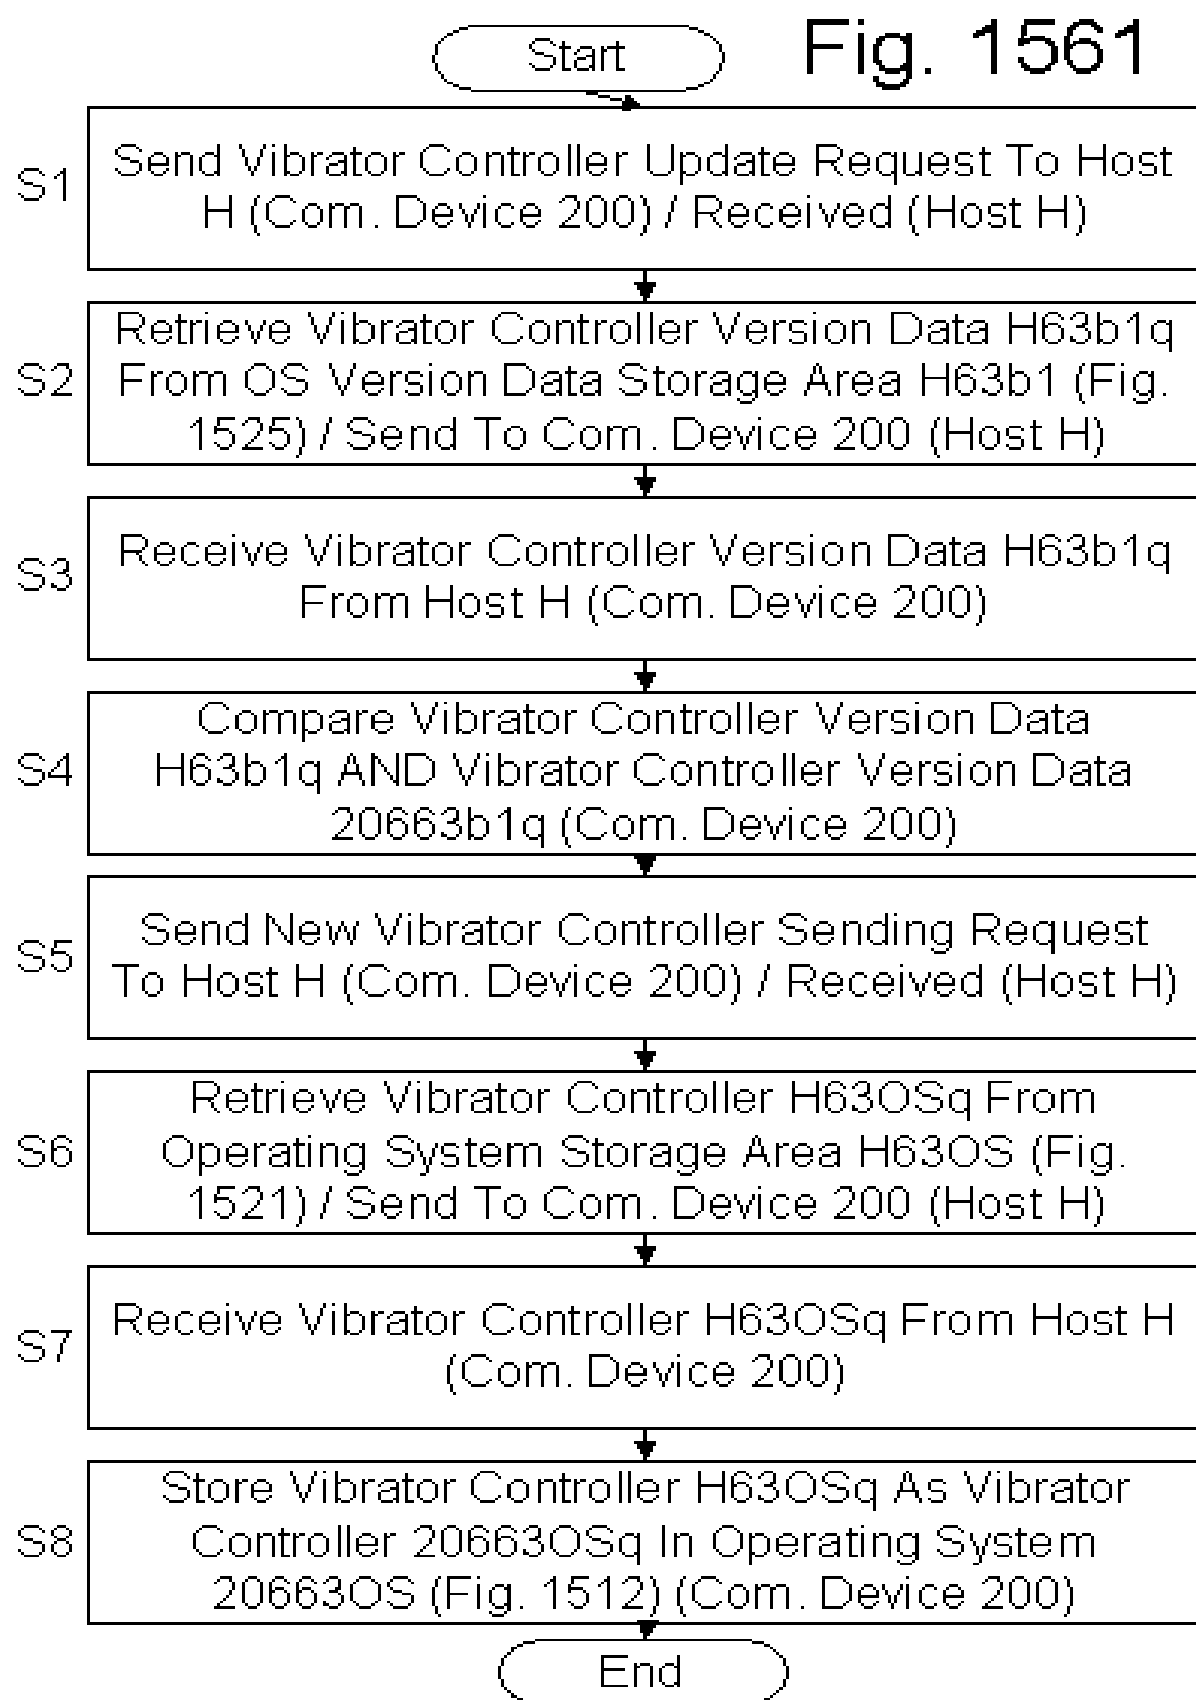 Start
Fig. 1561
S1
Send Vibrator Controller Update Request To Host
H (Com. Device 200) / Received (Host H)
S2
Retrieve Vibrator Controller Version Data H63b1q
From OS Version Data Storage Area H63b1 (Fig.
1525) / Send To Com. Device 200 (Host H)
S3
Receive Vibrator Controller Version Data H63b1q
From Host H (Com. Device 200)
S4
Compare Vibrator Controller Version Data
H63b1q AND Vibrator Controller Version Data
20663b1q (Com. Device 200)
S5
Send New Vibrator Controller Sending Request
To Host H (Com. Device 200) / Received (Host H)
S6
Retrieve Vibrator Controller H63OSq From
Operating System Storage Area H63OS (Fig.
1521) / Send To Com. Device 200 (Host H)
S7
Receive Vibrator Controller H63OSq From Host H
(Com. Device 200)
S8
Store Vibrator Controller H63OSq As Vibrator
Controller 20663OSq In Operating System
20663OS (Fig. 1512) (Com. Device 200)
End